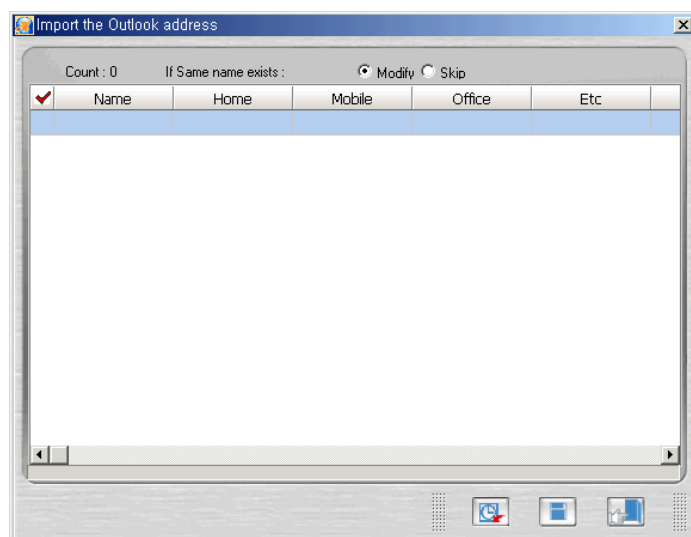 Import the Outlook address
Count : 0 If Same name exists : Modify Skip
Name Home Mobile Office Etc